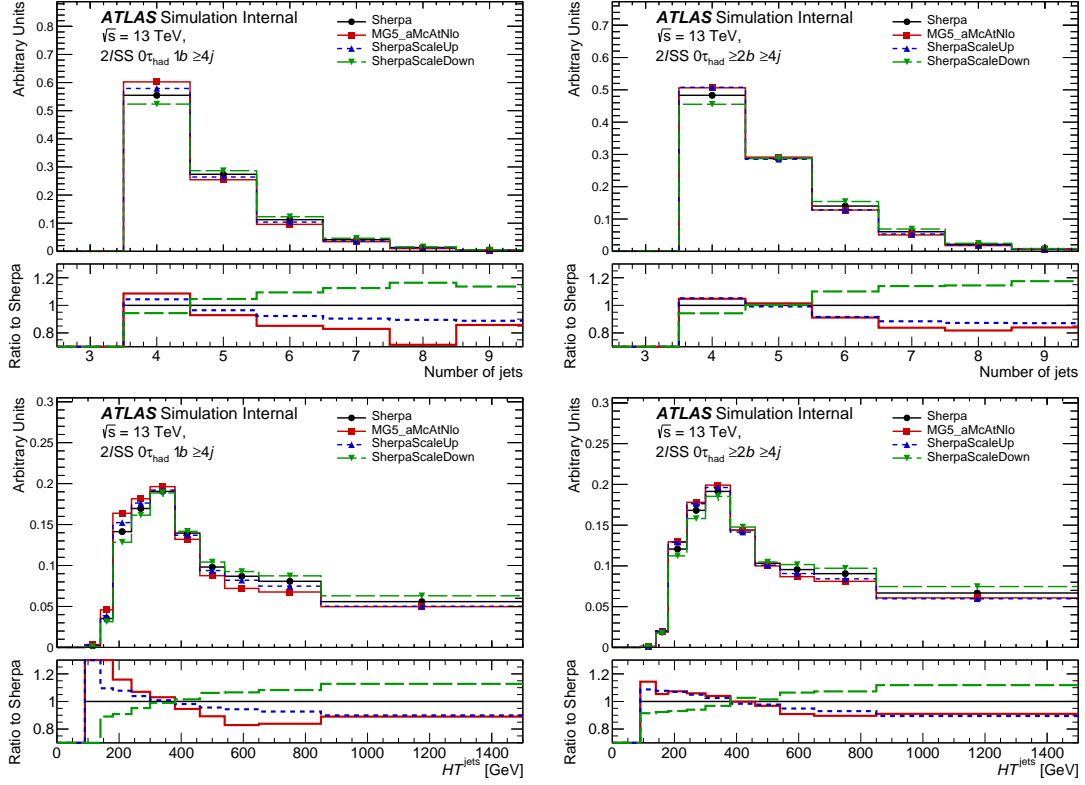 ATLAS Simulation Internal
√s = 13 TeV,
2lSS 0τhad 1b ≥4j
Sherpa
MG5_aMcAtNlo
SherpaScaleUp
SherpaScaleDown
Arbitrary Units
0.8
0.7
0.6
0.5
0.4
0.3
0.2
0.1
0
Ratio to Sherpa
1.2
1
0.8
3 4 5 6 7 8 9
Number of jets
ATLAS Simulation Internal
√s = 13 TeV,
2lSS 0τhad ≥2b ≥4j
Sherpa
MG5_aMcAtNlo
SherpaScaleUp
SherpaScaleDown
Arbitrary Units
0.7
0.6
0.5
0.4
0.3
0.2
0.1
0
Ratio to Sherpa
1.2
1
0.8
3 4 5 6 7 8 9
Number of jets
ATLAS Simulation Internal
√s = 13 TeV,
2lSS 0τhad 1b ≥4j
Sherpa
MG5_aMcAtNlo
SherpaScaleUp
SherpaScaleDown
Arbitrary Units
0.3
0.25
0.2
0.15
0.1
0.05
0
Ratio to Sherpa
1.2
1
0.8
0 200 400 600 800 1000 1200 1400
HT^jets [GeV]
ATLAS Simulation Internal
√s = 13 TeV,
2lSS 0τhad ≥2b ≥4j
Sherpa
MG5_aMcAtNlo
SherpaScaleUp
SherpaScaleDown
Arbitrary Units
0.3
0.25
0.2
0.15
0.1
0.05
0
Ratio to Sherpa
1.2
1
0.8
0 200 400 600 800 1000 1200 1400
HT^jets [GeV]